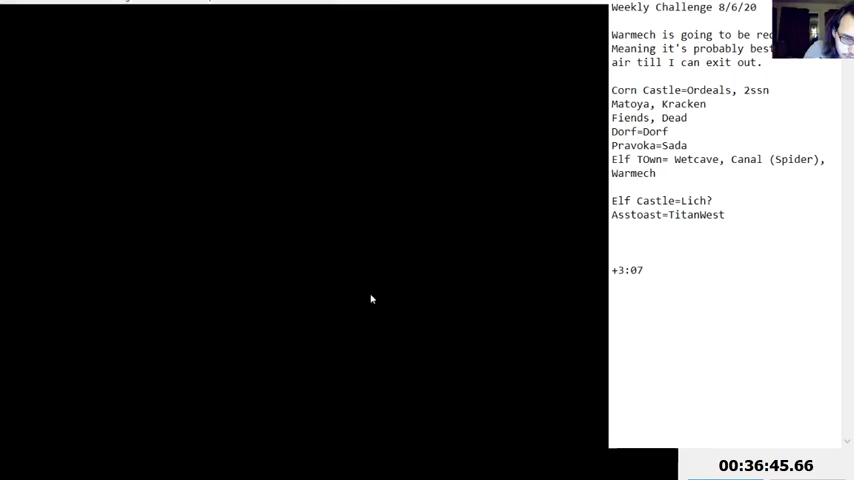 Weekly Challenge 8/6/20
Warmech is going to be
Meaning it's probably best
air till I can exit out.
Corn Castle=Ordeals, 2ssn
Matoya, Kracken
Fiends, Dead
Dorf=Dorf
Pravoka=Sada
Elf TOwn= Wetcave, Canal (Spider),
Warmech
Elf Castle=Lich?
Asstoast=TitanWest
+3:07
00:36:45.66